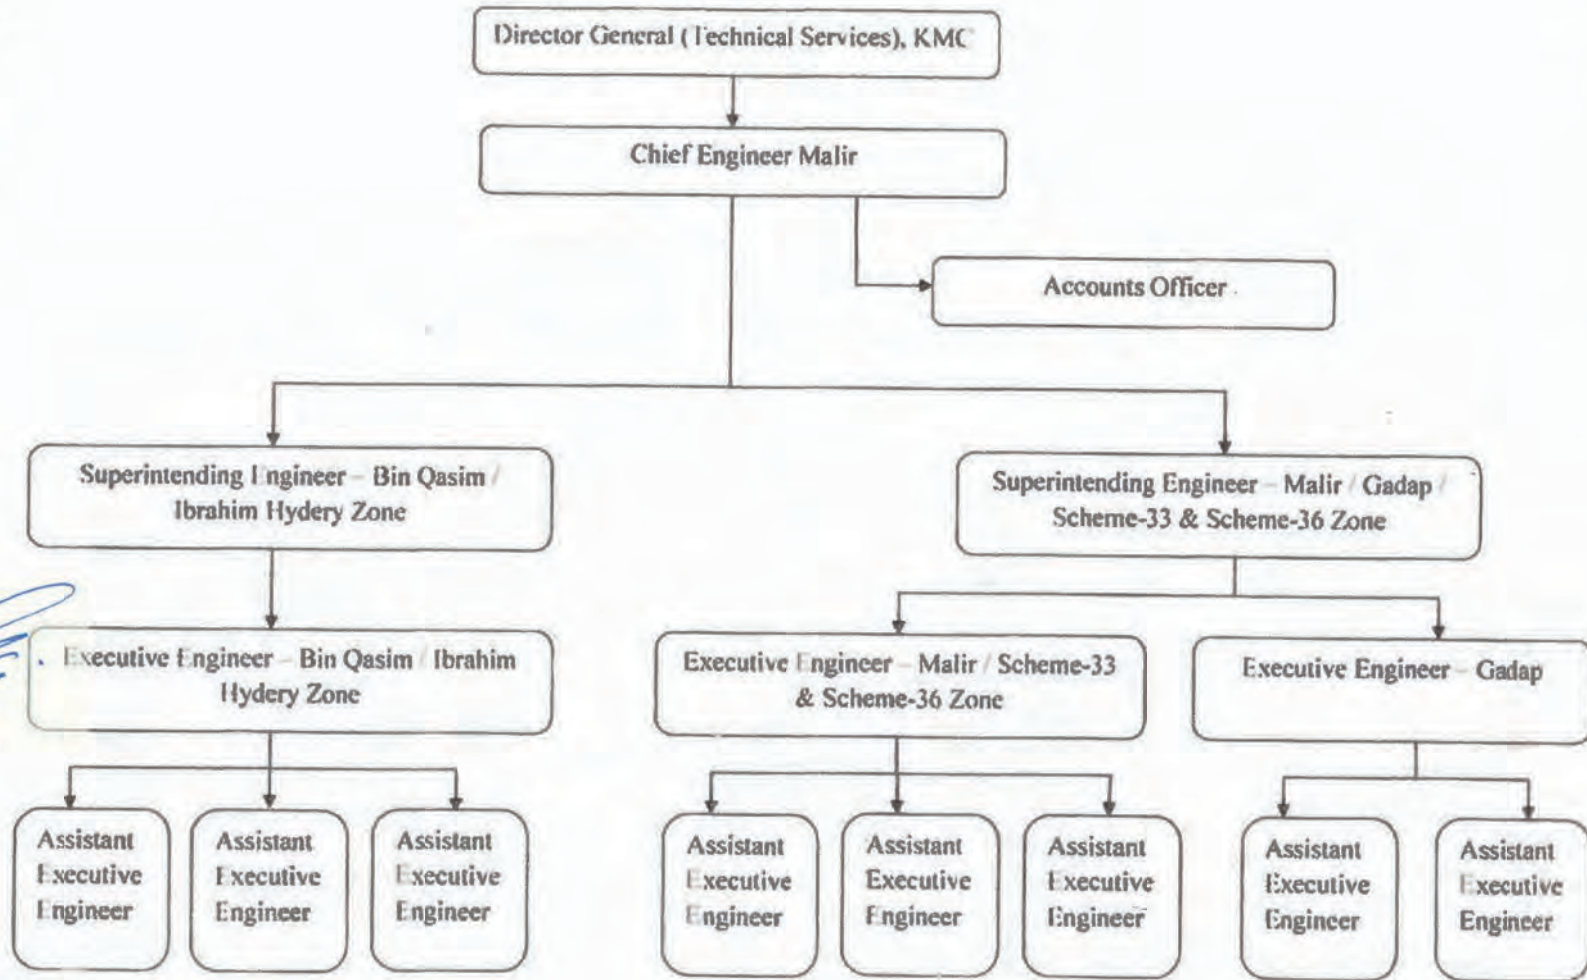 Director General (Technical Services), KMC
Chief Engineer Malir
Accounts Officer
Superintending Engineer – Bin Qasim /
Ibrahim Hydery Zone
Superintending Engineer – Malir / Gadap /
Scheme-33 & Scheme-36 Zone
Executive Engineer – Bin Qasim / Ibrahim
Hydery Zone
Executive Engineer – Malir / Scheme-33
& Scheme-36 Zone
Executive Engineer – Gadap
Assistant
Executive
Engineer
Assistant
Executive
Engineer
Assistant
Executive
Engineer
Assistant
Executive
Engineer
Assistant
Executive
Engineer
Assistant
Executive
Engineer
Assistant
Executive
Engineer
Assistant
Executive
Engineer